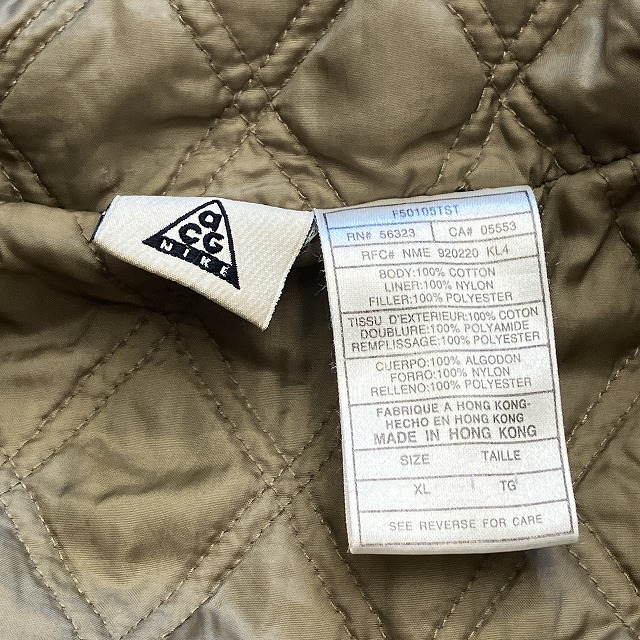 aCG
NIKE
F50105TST
RN# 56323 CA# 05553
RFC# NME 920220 KL4
BODY:100% COTTON
LINER:100% NYLON
FILLER:100% POLYESTER
TISSU D'EXTERIEUR:100% COTON
DOUBLURE:100% POLYAMIDE
REMPLISSAGE:100% POLYESTER
CUERPO:100% ALGODON
FORRO:100% NYLON
RELLENO:100% POLYESTER
FABRIQUE A HONG KONG-
HECHO EN HONG KONG
MADE IN HONG KONG
SIZE TAILLE
XL TG
SEE REVERSE FOR CARE